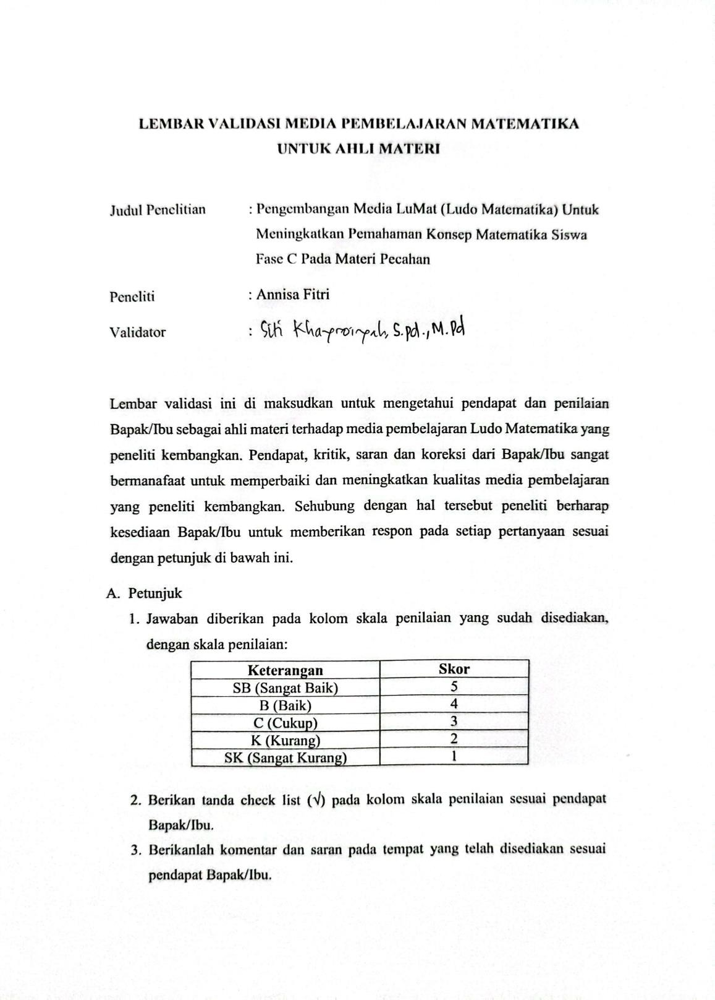 LEMBAR VALIDASI MEDIA PEMBELAJARAN MATEMATIKA
UNTUK AHLI MATERI
Judul Penelitian : Pengembangan Media LuMat (Ludo Matematika) Untuk
Meningkatkan Pemahaman Konsep Matematika Siswa
Fase C Pada Materi Pecahan
Peneliti : Annisa Fitri
Validator : Siti S.Pd., M.Pd
Lembar validasi ini di maksudkan untuk mengetahui pendapat dan penilaian
Bapak/Ibu sebagai ahli materi terhadap media pembelajaran Ludo Matematika yang
peneliti kembangkan. Pendapat, kritik, saran dan koreksi dari Bapak/Ibu sangat
bermanafaat untuk memperbaiki dan meningkatkan kualitas media pembelajaran
yang peneliti kembangkan. Sehubung dengan hal tersebut peneliti berharap
kesediaan Bapak/Ibu untuk memberikan respon pada setiap pertanyaan sesuai
dengan petunjuk di bawah ini.
A. Petunjuk
1. Jawaban diberikan pada kolom skala penilaian yang sudah disediakan,
dengan skala penilaian:
Keterangan Skor
SB (Sangat Baik) 5
B (Baik) 4
C (Cukup) 3
K (Kurang) 2
SK (Sangat Kurang) 1
2. Berikan tanda check list (√) pada kolom skala penilaian sesuai pendapat
Bapak/Ibu.
3. Berikanlah komentar dan saran pada tempat yang telah disediakan sesuai
pendapat Bapak/Ibu.